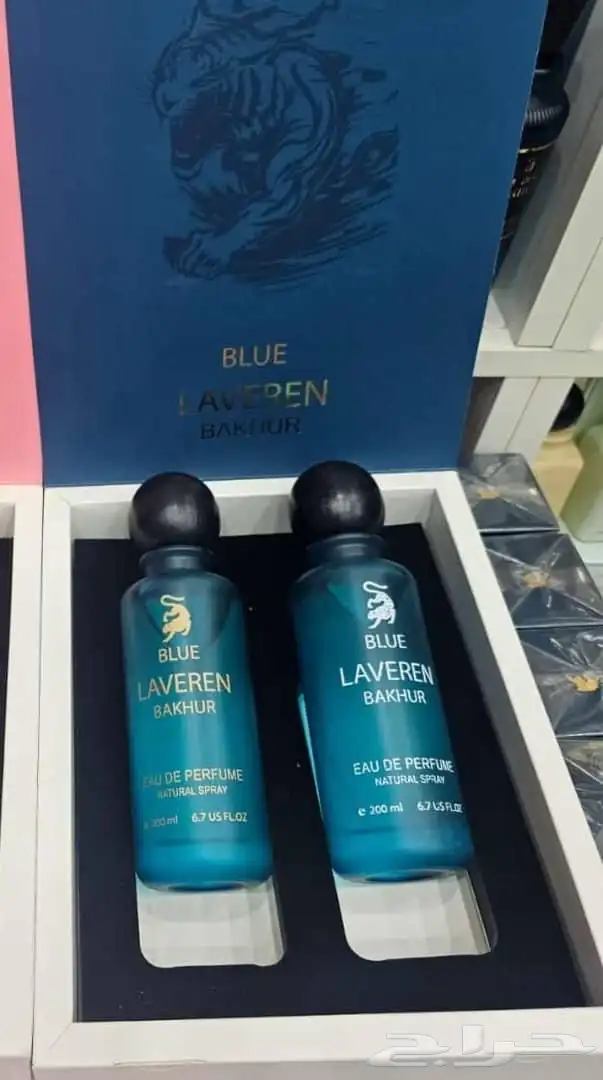 BLUE
LAVEREN
BAKHUR
BLUE
LAVEREN
BAKHUR
EAU DE PERFUME
NATURAL SPRAY
e 200 ml 6.7 US FL.OZ
BLUE
LAVEREN
BAKHUR
EAU DE PERFUME
NATURAL SPRAY
e 200 ml 6.7 US FL.OZ
حراج